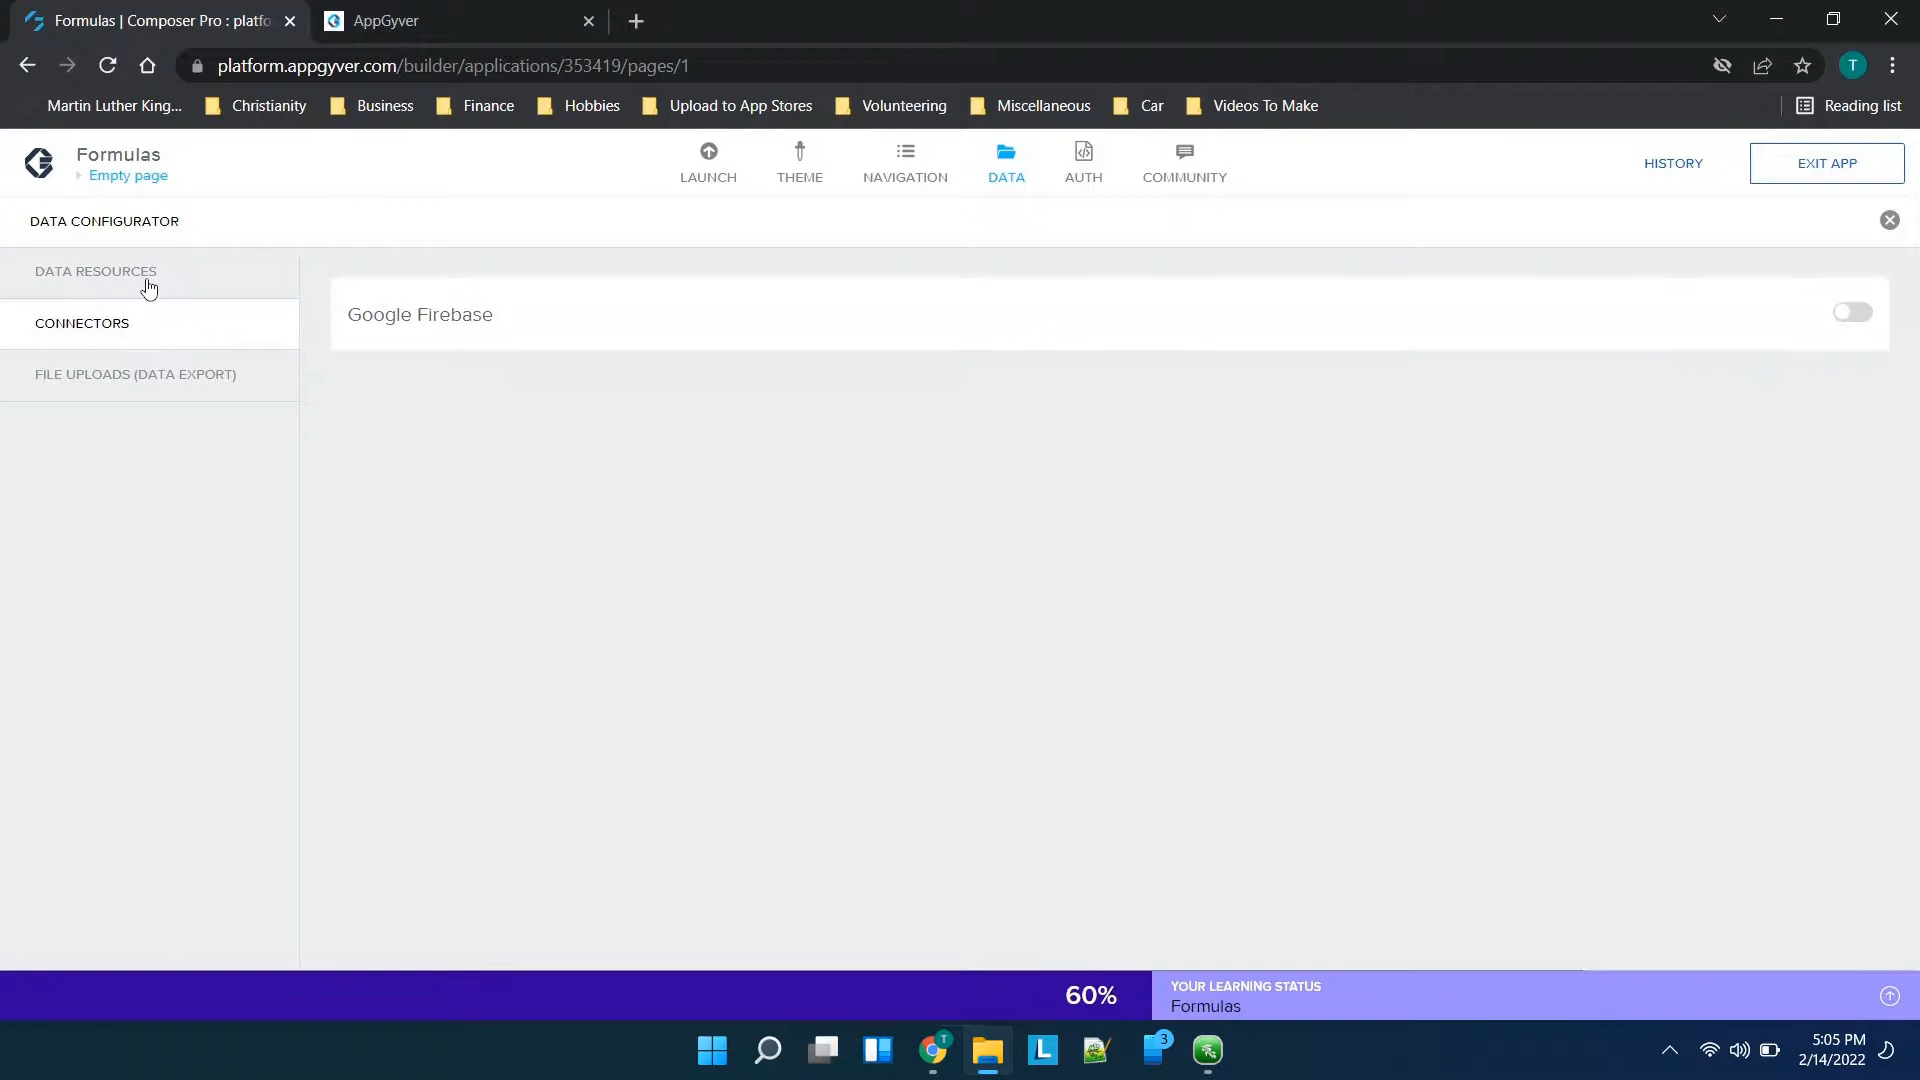 Formulas | Composer Pro : platfo
AppGyver
platform.appgyver.com/builder/applications/353419/pages/1
T
Martin Luther King...
Christianity
Business
Finance
Hobbies
Upload to App Stores
Volunteering
Miscellaneous
Car
Videos To Make
Reading list
Formulas
Empty page
LAUNCH
THEME
NAVIGATION
DATA
AUTH
COMMUNITY
HISTORY
EXIT APP
DATA CONFIGURATOR
DATA RESOURCES
CONNECTORS
FILE UPLOADS (DATA EXPORT)
Google Firebase
60%
YOUR LEARNING STATUS
Formulas
T
L
3
5:05 PM
2/14/2022